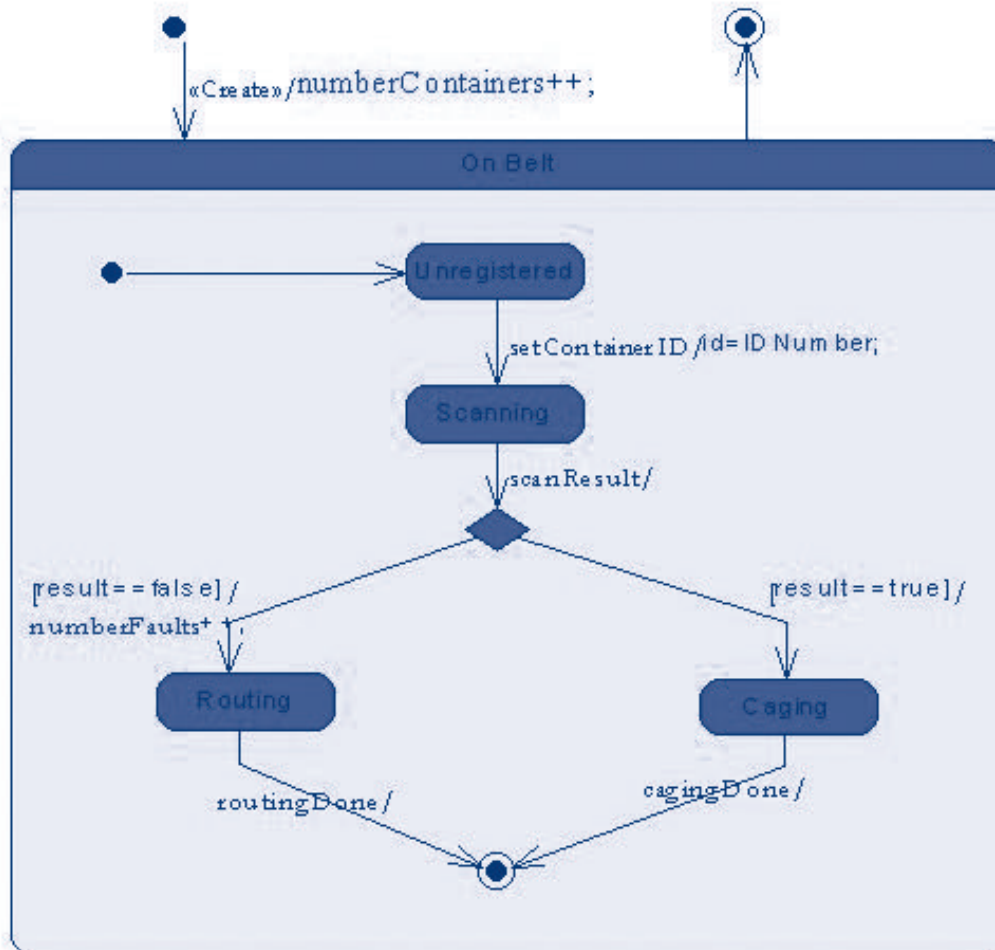 «Create»/numberContainers++;
On Belt
Unregistered
setContainerID/id=IDNumber;
Scanning
scanResult/
[result==false]/
numberFaults++;
[result==true]/
Routing
Caging
routingDone/
cagingDone/